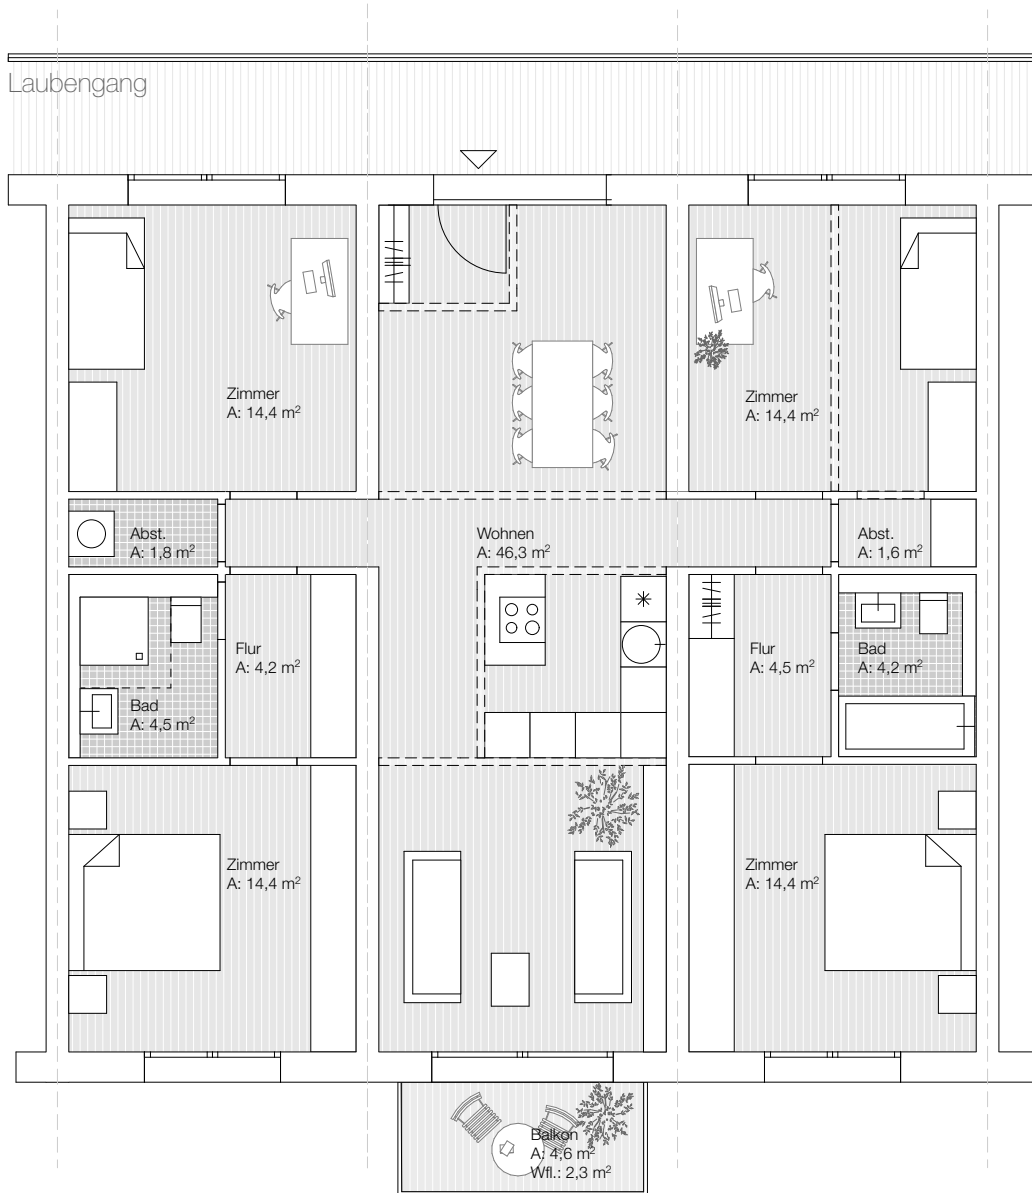 Laubengang
Zimmer
A: 14,4 m²
Zimmer
A: 14,4 m²
Abst.
A: 1,8 m²
Wohnen
A: 46,3 m²
Abst.
A: 1,6 m²
Flur
A: 4,2 m²
Flur
A: 4,5 m²
Bad
A: 4,2 m²
Bad
A: 4,5 m²
Zimmer
A: 14,4 m²
Zimmer
A: 14,4 m²
Balkon
A: 4,6 m²
Wfl.: 2,3 m²